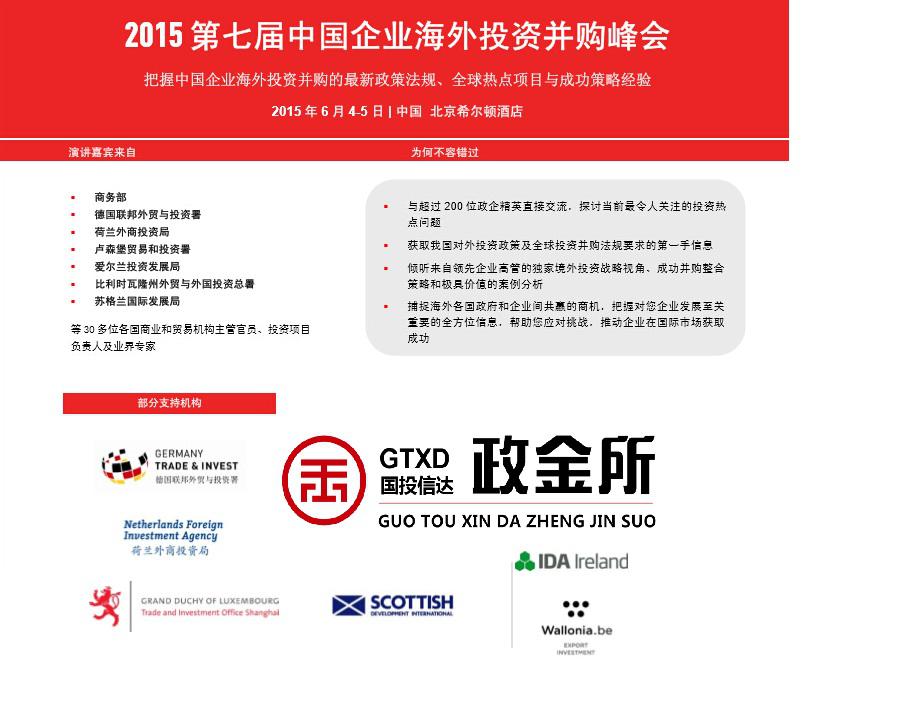 2015 第七届中国企业海外投资并购峰会
把握中国企业海外投资并购的最新政策法规、全球热点项目与成功策略经验
2015 年 6 月 4-5 日 | 中国 北京希尔顿酒店
演讲嘉宾来自
商务部
德国联邦外贸与投资署
荷兰外商投资局
卢森堡贸易和投资署
爱尔兰投资发展局
比利时瓦隆州外贸与外国投资总署
苏格兰国际发展局
等 30 多位各国商业和贸易机构主管官员、投资项目
负责人及业界专家
为何不容错过
与超过 200 位政企精英直接交流，探讨当前最令人关注的投资热
点问题
获取我国对外投资政策及全球投资并购法规要求的第一手信息
倾听来自领先企业高管的独家境外投资战略视角、成功并购整合
策略和极具价值的案例分析
捕捉海外各国政府和企业间共赢的商机，把握对您企业发展至关
重要的全方位信息，帮助您应对挑战，推动企业在国际市场获取
成功
部分支持机构
GERMANY
TRADE & INVEST
德国联邦外贸与投资署
GTXD
国投信达
政金所
GUO TOU XIN DA ZHENG JIN SUO
Netherlands Foreign
Investment Agency
荷兰外商投资局
IDA Ireland
GRAND DUCHY OF LUXEMBOURG
Trade and Investment Office Shanghai
SCOTTISH
DEVELOPMENT INTERNATIONAL
Wallonia.be
EXPORT
INVESTMENT